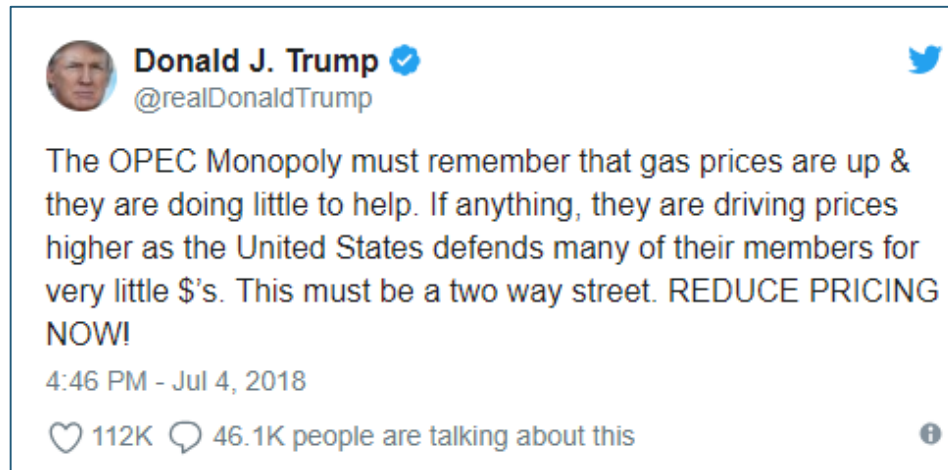 Donald J. Trump
@realDonaldTrump
The OPEC Monopoly must remember that gas prices are up &
they are doing little to help. If anything, they are driving prices
higher as the United States defends many of their members for
very little $’s. This must be a two way street. REDUCE PRICING
NOW!
4:46 PM - Jul 4, 2018
112K 46.1K people are talking about this